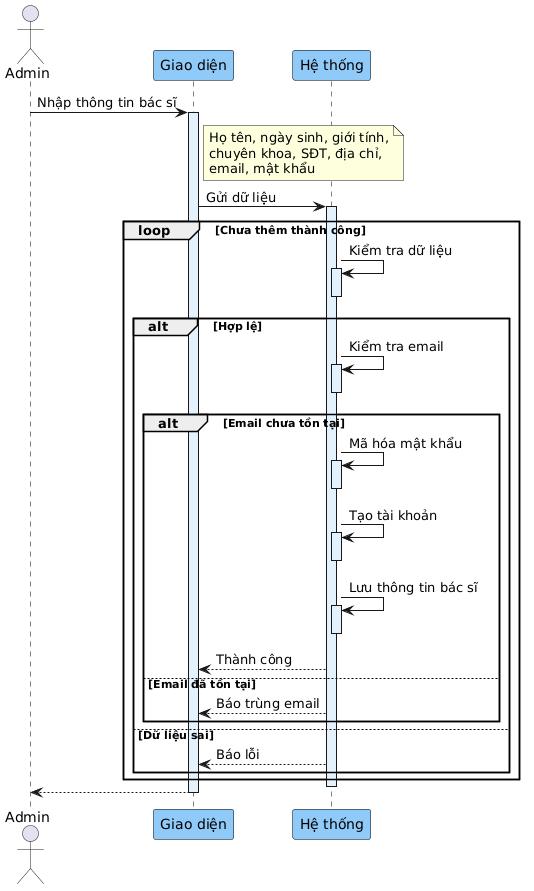 Admin
Giao diện
Hệ thống
Nhập thông tin bác sĩ
Họ tên, ngày sinh, giới tính,
chuyên khoa, SĐT, địa chỉ,
email, mật khẩu
Gửi dữ liệu
loop
[Chưa thêm thành công]
Kiểm tra dữ liệu
alt
[Hợp lệ]
Kiểm tra email
alt
[Email chưa tồn tại]
Mã hóa mật khẩu
Tạo tài khoản
Lưu thông tin bác sĩ
Thành công
[Email đã tồn tại]
Báo trùng email
[Dữ liệu sai]
Báo lỗi
Admin
Giao diện
Hệ thống